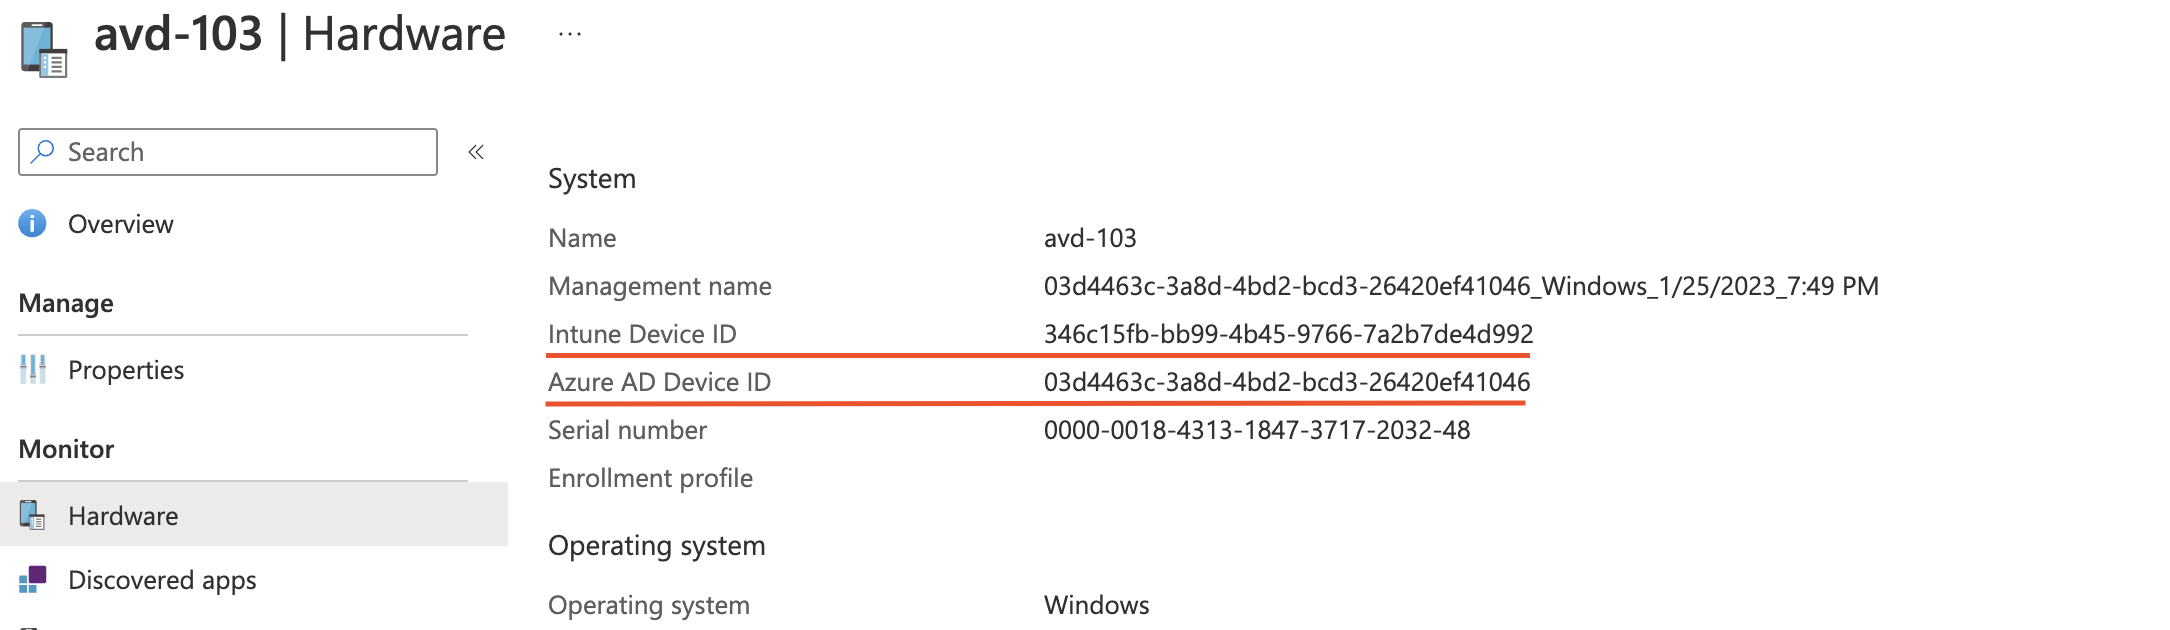 avd-103 | Hardware ...
Search
«
Overview
Manage
Properties
Monitor
Hardware
Discovered apps
System
Name avd-103
Management name 03d4463c-3a8d-4bd2-bcd3-26420ef41046_Windows_1/25/2023_7:49 PM
Intune Device ID 346c15fb-bb99-4b45-9766-7a2b7de4d992
Azure AD Device ID 03d4463c-3a8d-4bd2-bcd3-26420ef41046
Serial number 0000-0018-4313-1847-3717-2032-48
Enrollment profile
Operating system
Operating system Windows